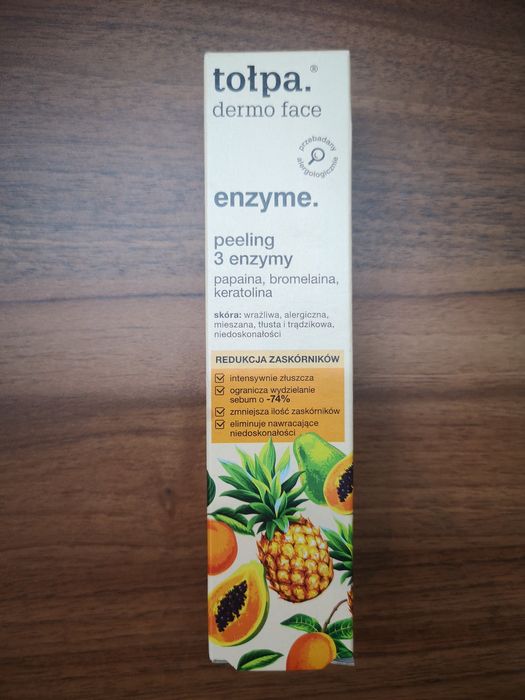 tołpa.®
dermo face
przebadany
alergologicznie
enzyme.
peeling
3 enzymy
papaina, bromelaina,
keratolina
skóra: wrażliwa, alergiczna,
mieszana, tłusta i trądzikowa,
niedoskonałości
REDUKCJA ZASKÓRNIKÓW
intensywnie złuszcza
ogranicza wydzielanie
sebum o -74%
zmniejsza ilość zaskórników
eliminuje nawracające
niedoskonałości